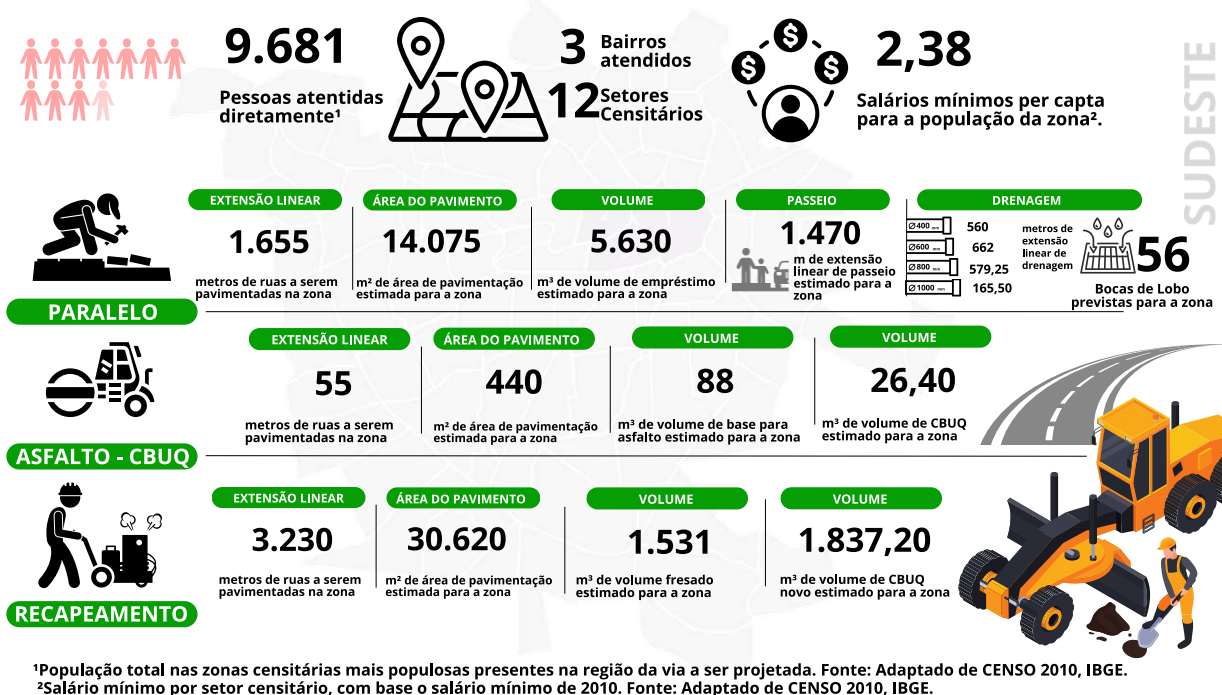 9.681
Pessoas atentidas
diretamente¹
3 Bairros
atendidos
12 Setores
Censitários
2,38
Salários mínimos per capta
para a população da zona².
SUDESTE
PARALELO
EXTENSÃO LINEAR
1.655
metros de ruas a serem
pavimentadas na zona
ÁREA DO PAVIMENTO
14.075
m² de área de pavimentação
estimada para a zona
VOLUME
5.630
m³ de volume de empréstimo
estimado para a zona
PASSEIO
1.470
m de extensão
linear de passeio
estimado para a
zona
DRENAGEM
Ø 400 mm 560
Ø 600 mm 662
Ø 800 mm 579,25
Ø 1000 mm 165,50
metros de
extensão
linear de
drenagem
56
Bocas de Lobo
previstas para a zona
ASFALTO - CBUQ
EXTENSÃO LINEAR
55
metros de ruas a serem
pavimentadas na zona
ÁREA DO PAVIMENTO
440
m² de área de pavimentação
estimada para a zona
VOLUME
88
m³ de volume de base para
asfalto estimado para a zona
VOLUME
26,40
m³ de volume de CBUQ
estimado para a zona
RECAPEAMENTO
EXTENSÃO LINEAR
3.230
metros de ruas a serem
pavimentadas na zona
ÁREA DO PAVIMENTO
30.620
m² de área de pavimentação
estimada para a zona
VOLUME
1.531
m³ de volume fresado
estimado para a zona
VOLUME
1.837,20
m³ de volume de CBUQ
novo estimado para a zona
¹População total nas zonas censitárias mais populosas presentes na região da via a ser projetada. Fonte: Adaptado de CENSO 2010, IBGE.
²Salário mínimo por setor censitário, com base o salário mínimo de 2010. Fonte: Adaptado de CENSO 2010, IBGE.